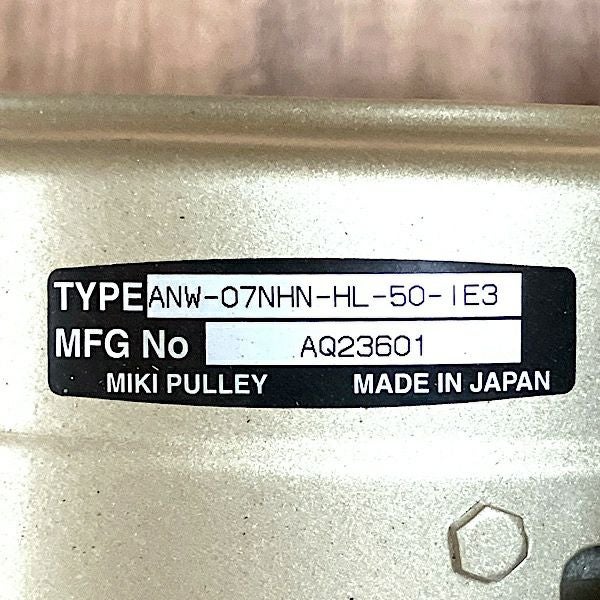 TYPE ANW-07NHN-HL-50-IE3
MFG No AQ23601
MIKI PULLEY MADE IN JAPAN